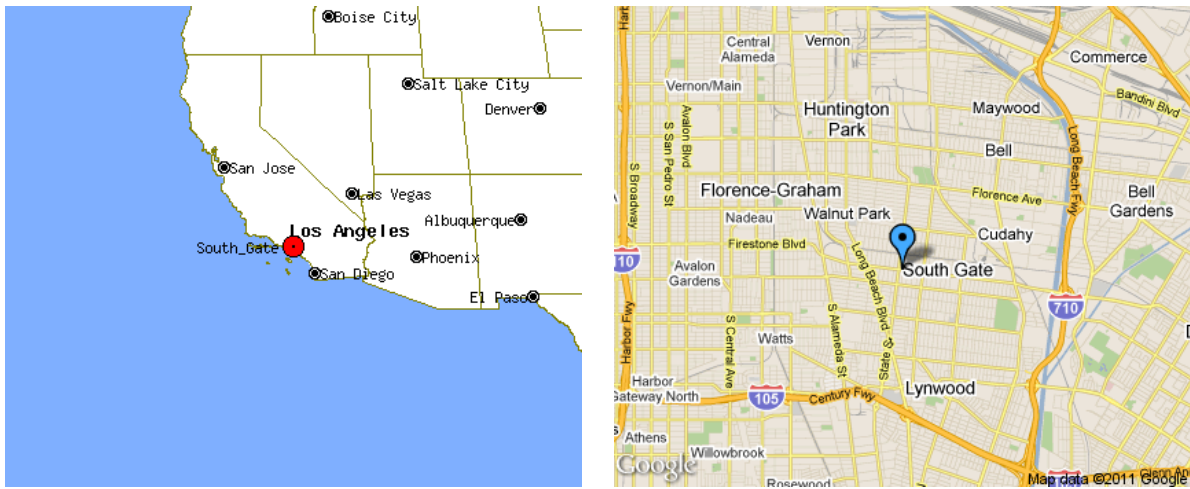 Boise City
Salt Lake City
Denver
San Jose
Las Vegas
Albuquerque
Los Angeles
South_Gate
Phoenix
San Diego
El Paso
Central
Alameda
Vernon
Commerce
Vernon/Main
Bandini Blvd
Huntington
Park
Maywood
Avalon Blvd
S San Pedro St
Long Beach Fwy
S Broadway
Bell
Florence-Graham
Florence Ave
Bell
Gardens
Nadeau
Walnut Park
Firestone Blvd
Cudahy
10
Avalon
Gardens
Long Beach Blvd
South Gate
710
Harbor Fwy
S Central Ave
Watts
S Alameda St
State St
Lynwood
Harbor
Gateway North
105
Century Fwy
Athens
Willowbrook
Google
Rosewood
Map data ©2011 Google